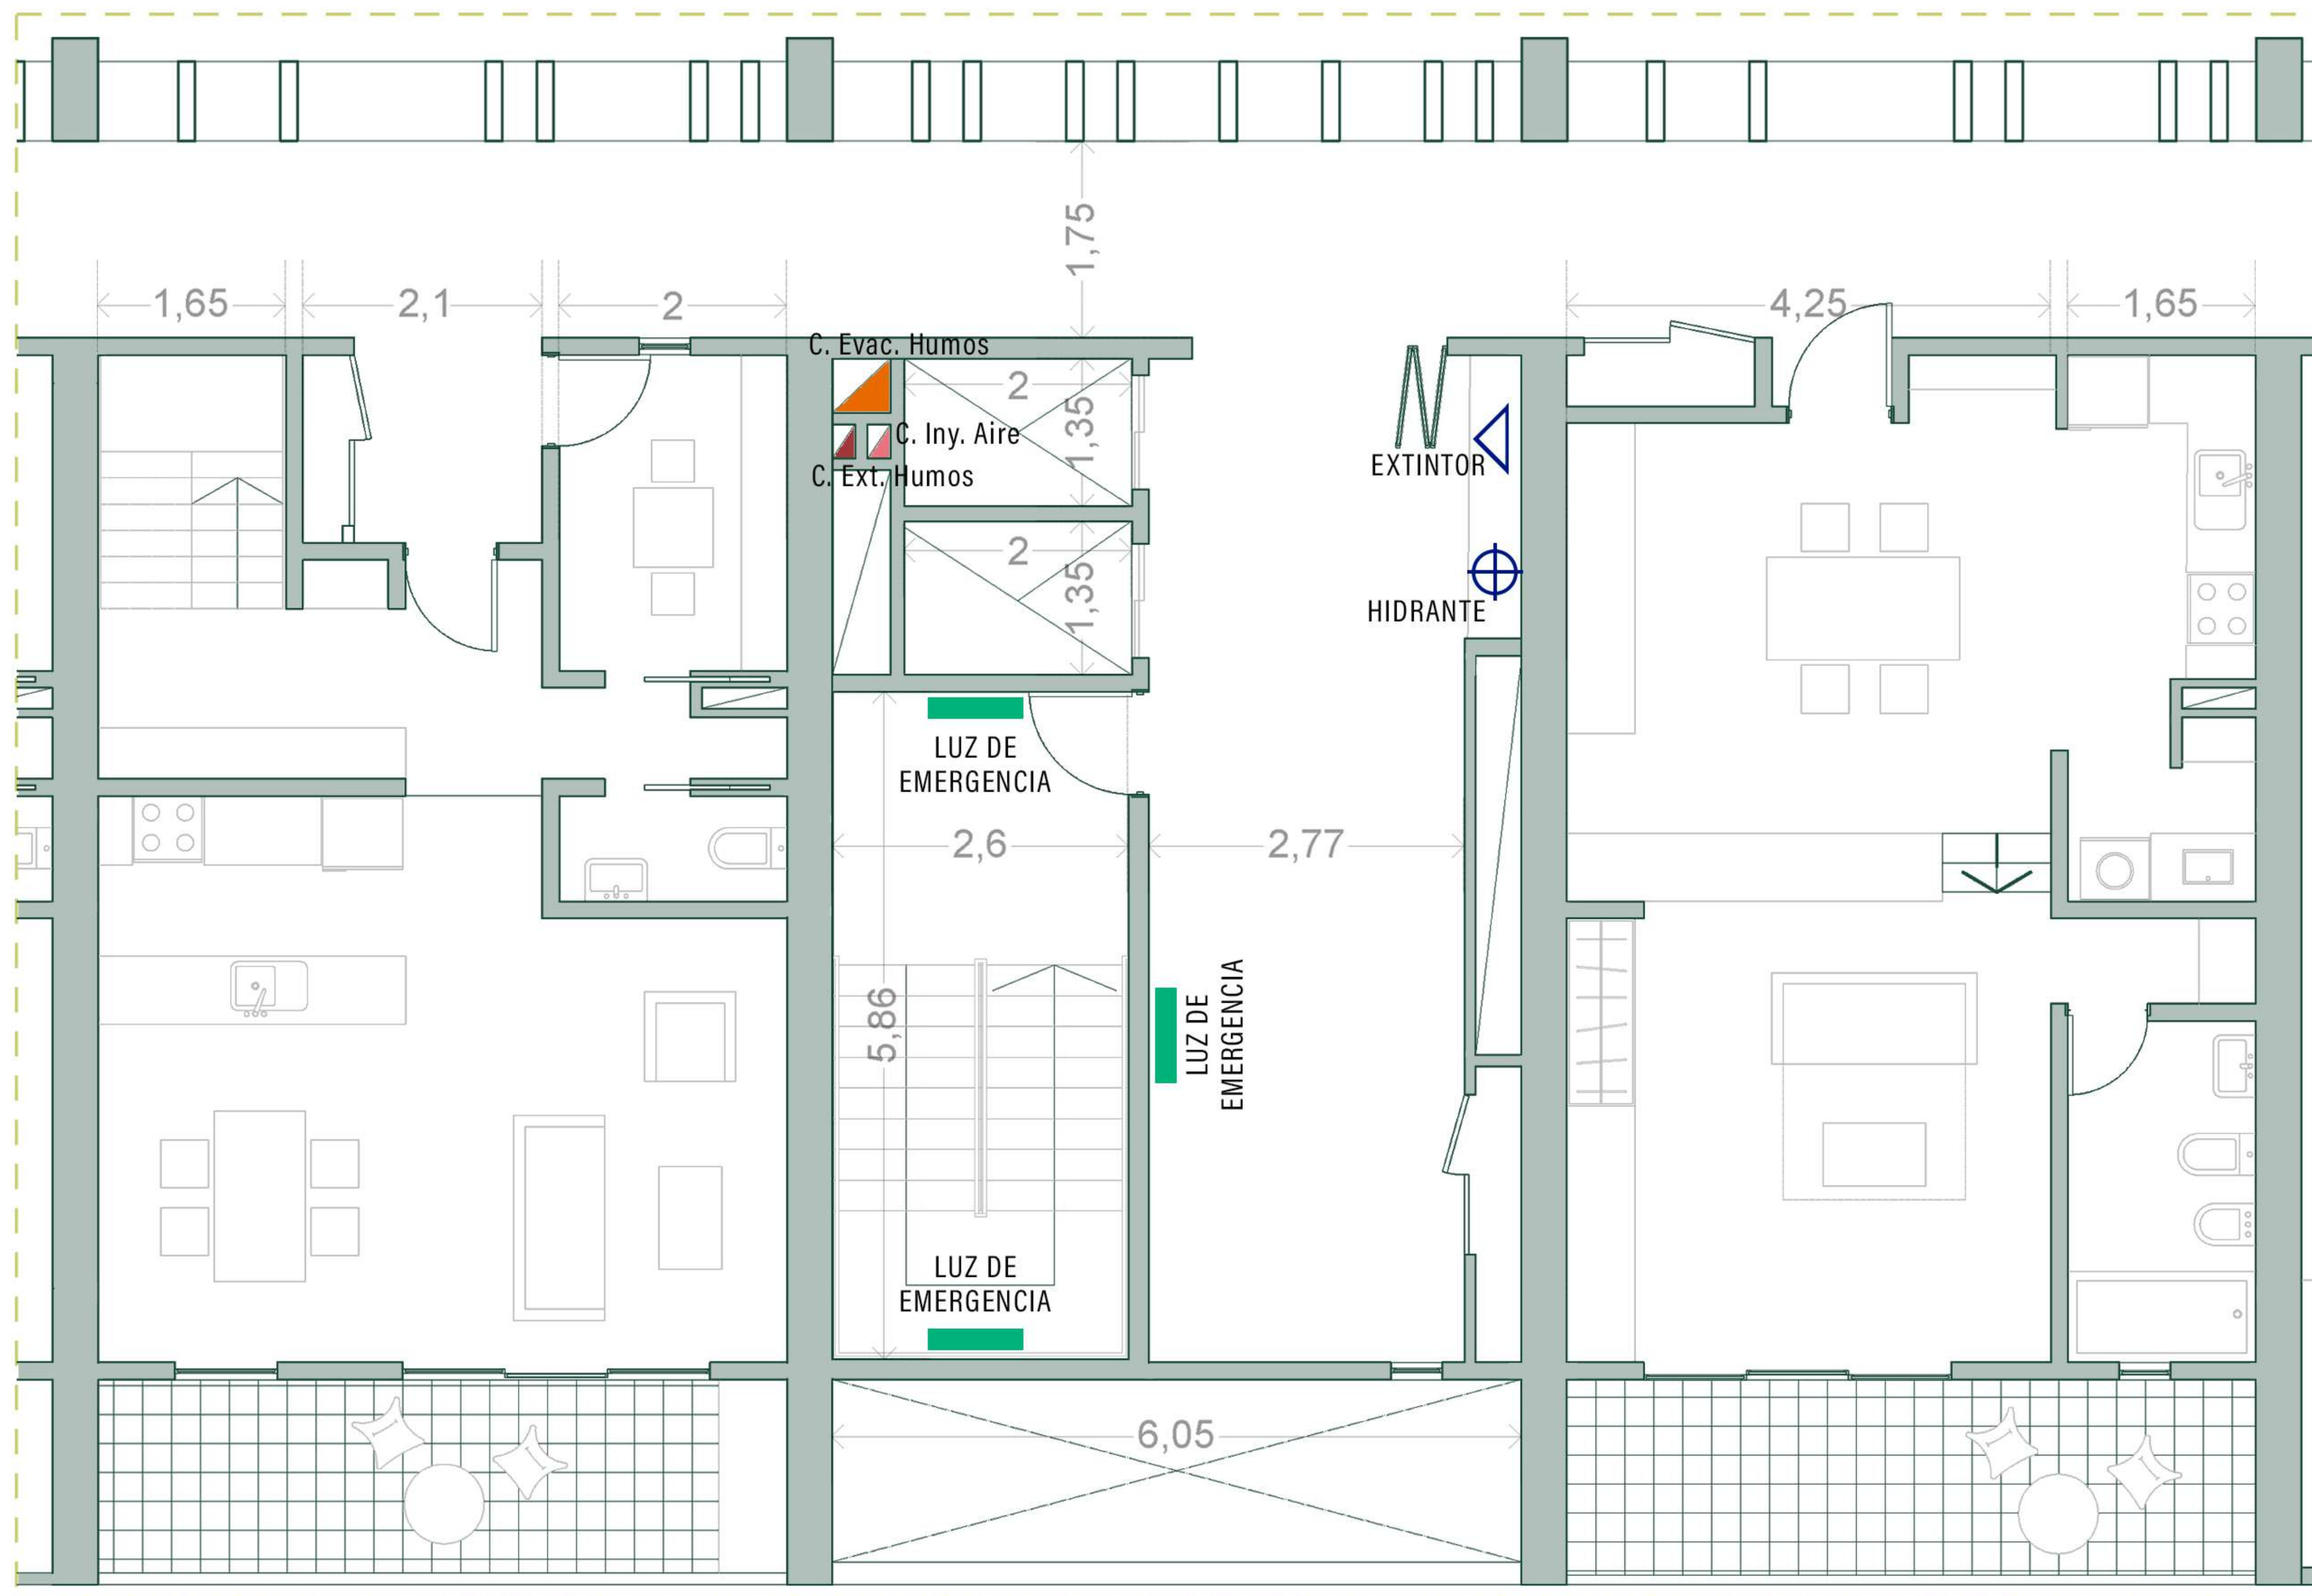 1,75
1,65
2,1
2
4,25
1,65
C. Evac. Humos
2
1,35
C. Iny. Aire
C. Ext. Humos
EXTINTOR
2
1,35
HIDRANTE
LUZ DE
EMERGENCIA
2,6
2,77
5,86
LUZ DE
EMERGENCIA
LUZ DE
EMERGENCIA
6,05